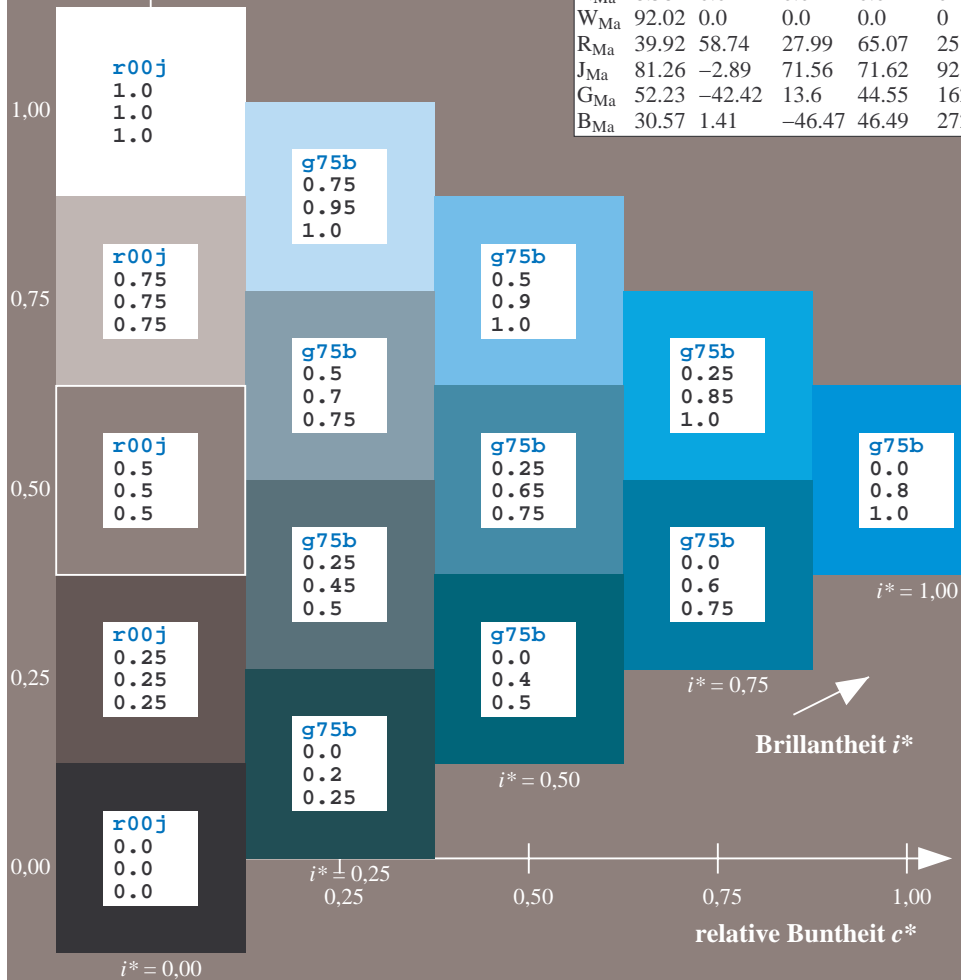 W_Ma 92.02 0.0 0.0 0.0 0
R_Ma 39.92 58.74 27.99 65.07 25
J_Ma 81.26 −2.89 71.56 71.62 92
G_Ma 52.23 −42.42 13.6 44.55
B_Ma 30.57 1.41 −46.47 46.49
1,00
r00j
1.0
1.0
1.0
g75b
0.75
0.95
1.0
0,75
r00j
0.75
0.75
0.75
g75b
0.5
0.9
1.0
g75b
0.5
0.7
0.75
g75b
0.25
0.85
1.0
0,50
r00j
0.5
0.5
0.5
g75b
0.25
0.65
0.75
g75b
0.0
0.8
1.0
g75b
0.25
0.45
0.5
g75b
0.0
0.6
0.75
i* = 1,00
0,25
r00j
0.25
0.25
0.25
g75b
0.0
0.4
0.5
i* = 0,75
g75b
0.0
0.2
0.25
Brillantheit i*
i* = 0,50
0,00
r00j
0.0
0.0
0.0
i* = 0,25
0,25 0,50 0,75 1,00
relative Buntheit c*
i* = 0,00